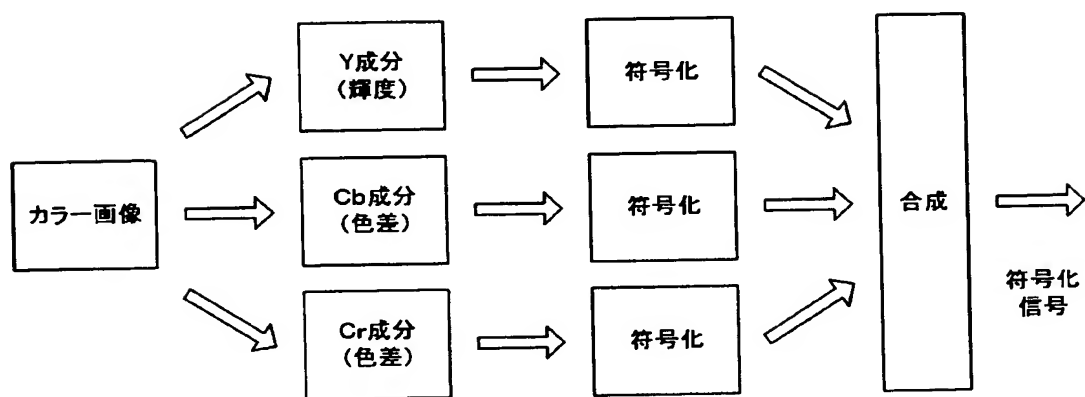 カラー画像
Y成分
(輝度)
符号化
Cb成分
(色差)
符号化
Cr成分
(色差)
符号化
合成
符号化
信号